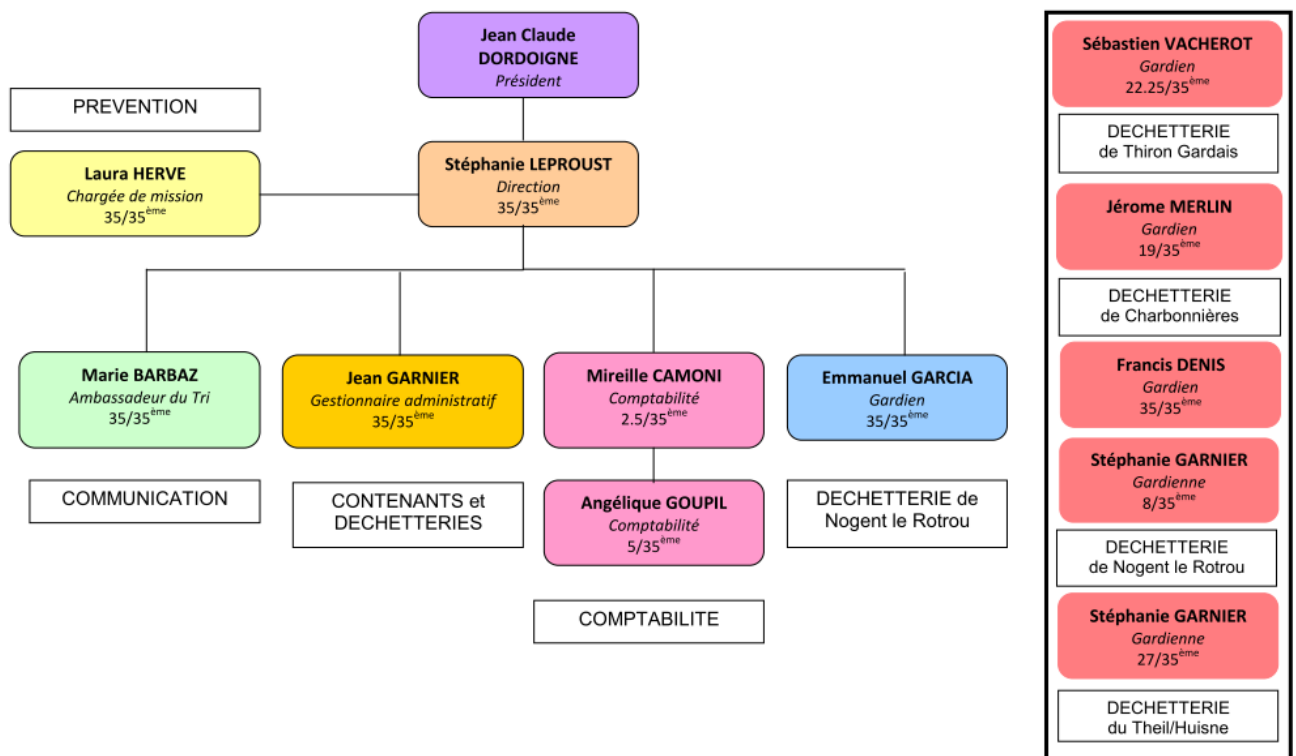 Jean Claude
DORDOIGNE
Président
PREVENTION
Laura HERVE
Chargée de mission
35/35ème
Stéphanie LEPROUST
Direction
35/35ème
Marie BARBAZ
Ambassadeur du Tri
35/35ème
COMMUNICATION
Jean GARNIER
Gestionnaire administratif
35/35ème
CONTENANTS et
DECHETTERIES
Mireille CAMONI
Comptabilité
2.5/35ème
Angélique GOUPIL
Comptabilité
5/35ème
COMPTABILITE
Emmanuel GARCIA
Gardien
35/35ème
DECHETTERIE de
Nogent le Rotrou
Sébastien VACHEROT
Gardien
22.25/35ème
DECHETTERIE
de Thiron Gardais
Jérome MERLIN
Gardien
19/35ème
DECHETTERIE
de Charbonnières
Francis DENIS
Gardien
35/35ème
Stéphanie GARNIER
Gardienne
8/35ème
DECHETTERIE
de Nogent le Rotrou
Stéphanie GARNIER
Gardienne
27/35ème
DECHETTERIE
du Theil/Huisne